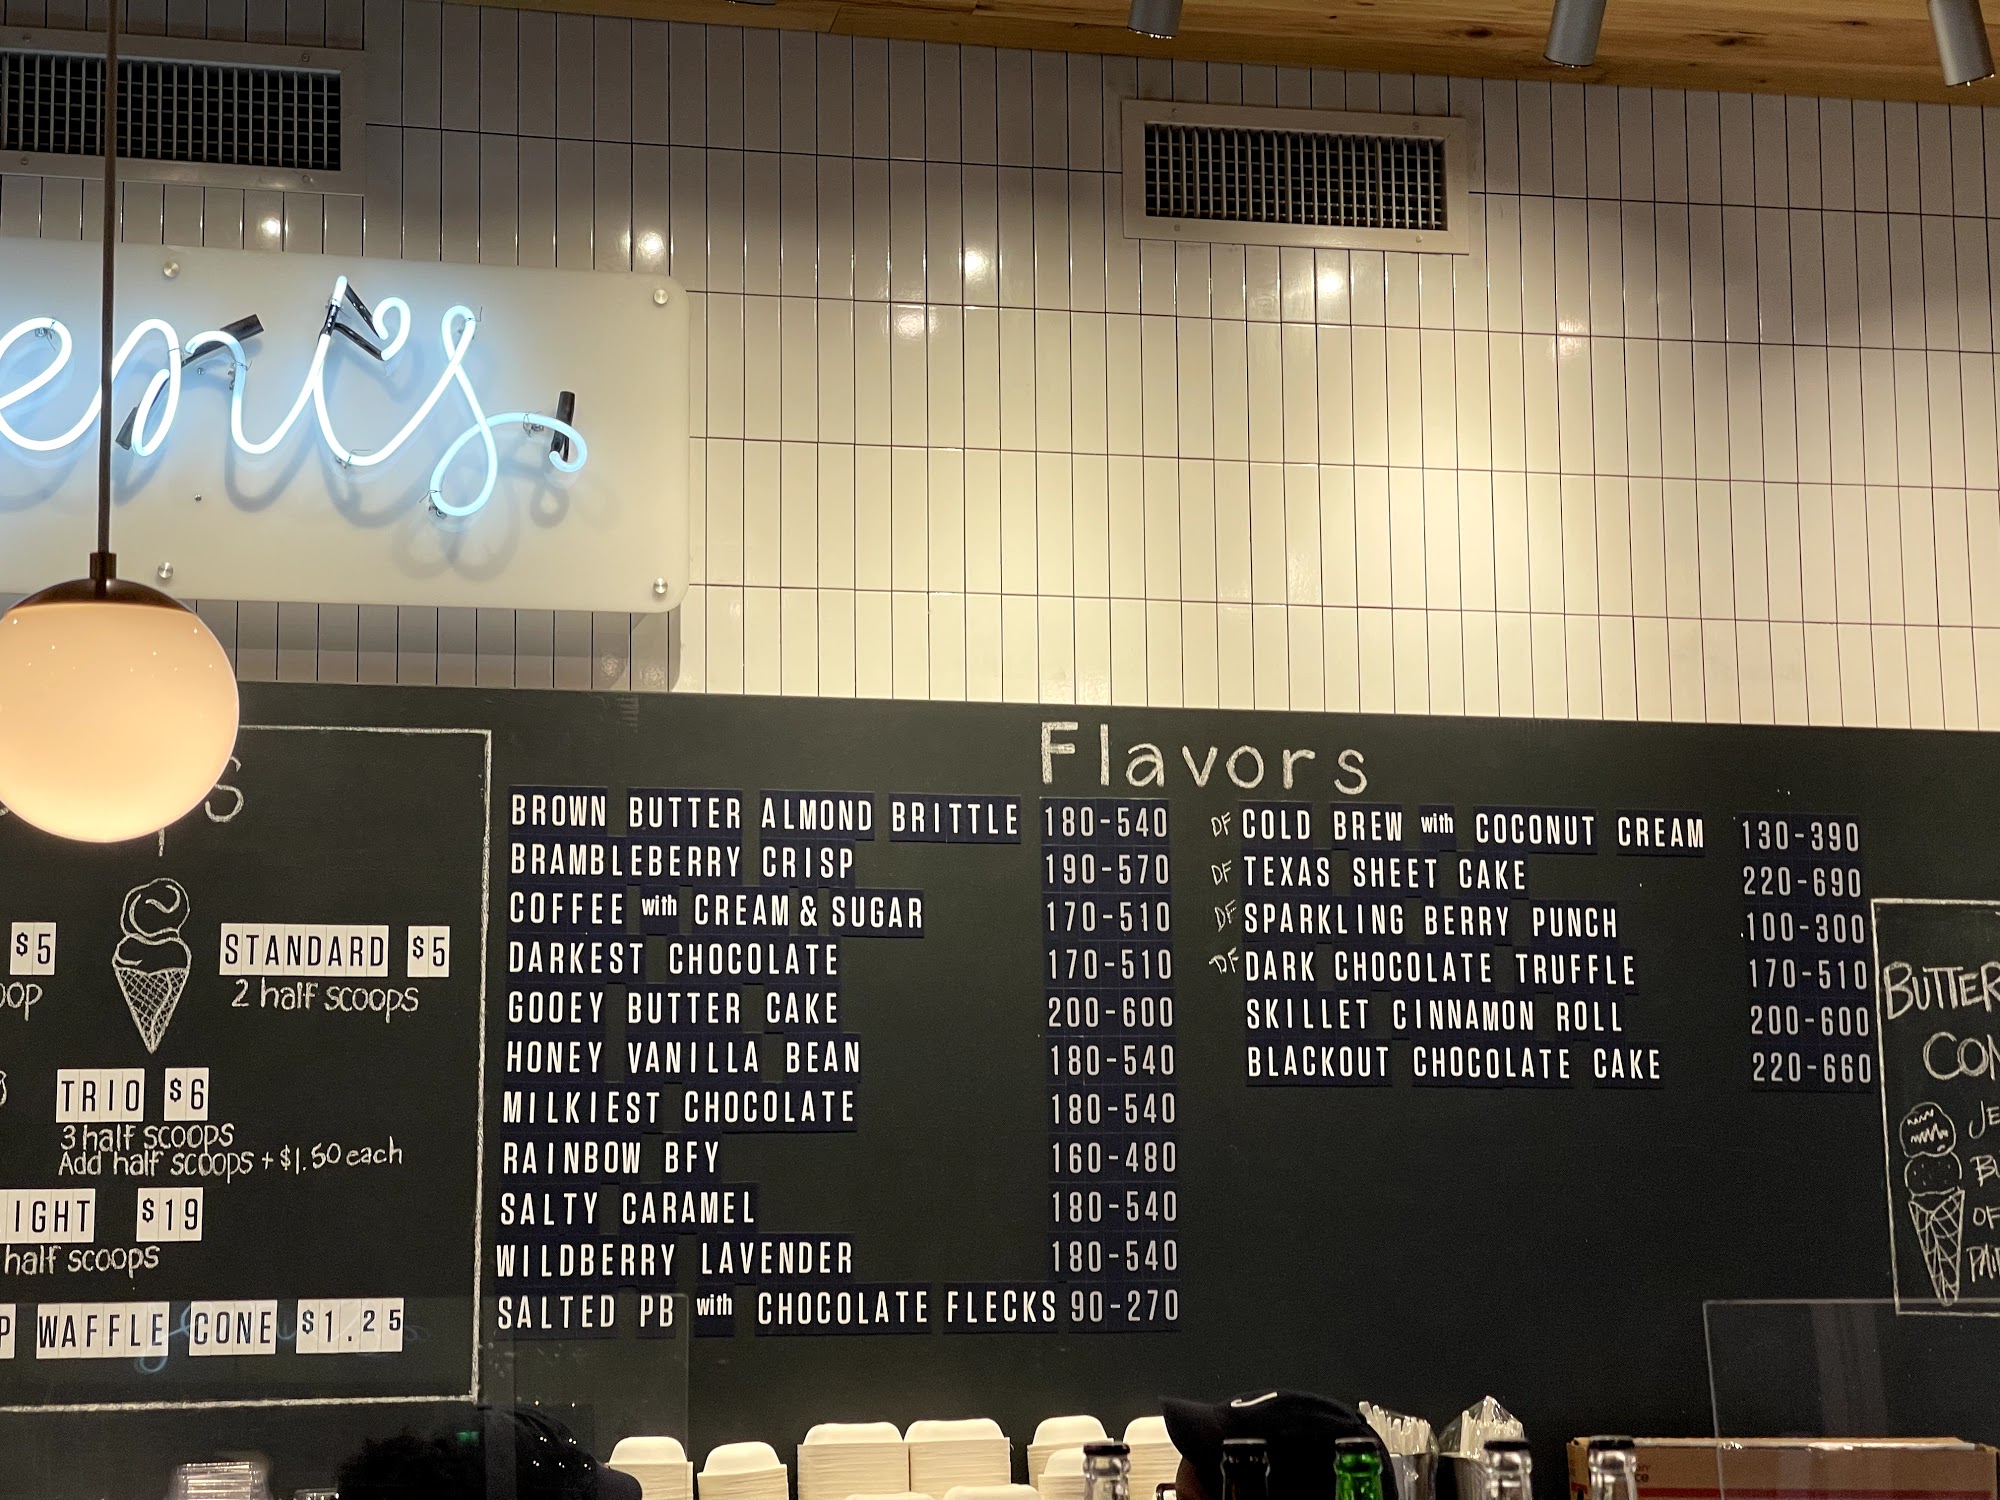 $5
STANDARD $5
2 half scoops
TRIO $6
3 half scoops
Add half scoops + $1.50 each
$19
half scoops
WAFFLE CONE $1.25
Flavors
BROWN BUTTER ALMOND BRITTLE 180-540
BRAMBLEBERRY CRISP 190-570
COFFEE with CREAM & SUGAR 170-510
DARKEST CHOCOLATE 170-510
GOOEY BUTTER CAKE 200-600
HONEY VANILLA BEAN 180-540
MILKIEST CHOCOLATE 180-540
RAINBOW BFY 160-480
SALTY CARAMEL 180-540
WILDBERRY LAVENDER 180-540
SALTED PB with CHOCOLATE FLECKS 90-270
DF COLD BREW with COCONUT CREAM 130-390
DF TEXAS SHEET CAKE 220-690
DF SPARKLING BERRY PUNCH 100-300
DF DARK CHOCOLATE TRUFFLE 170-510
SKILLET CINNAMON ROLL 200-600
BLACKOUT CHOCOLATE CAKE 220-660
BUTTER